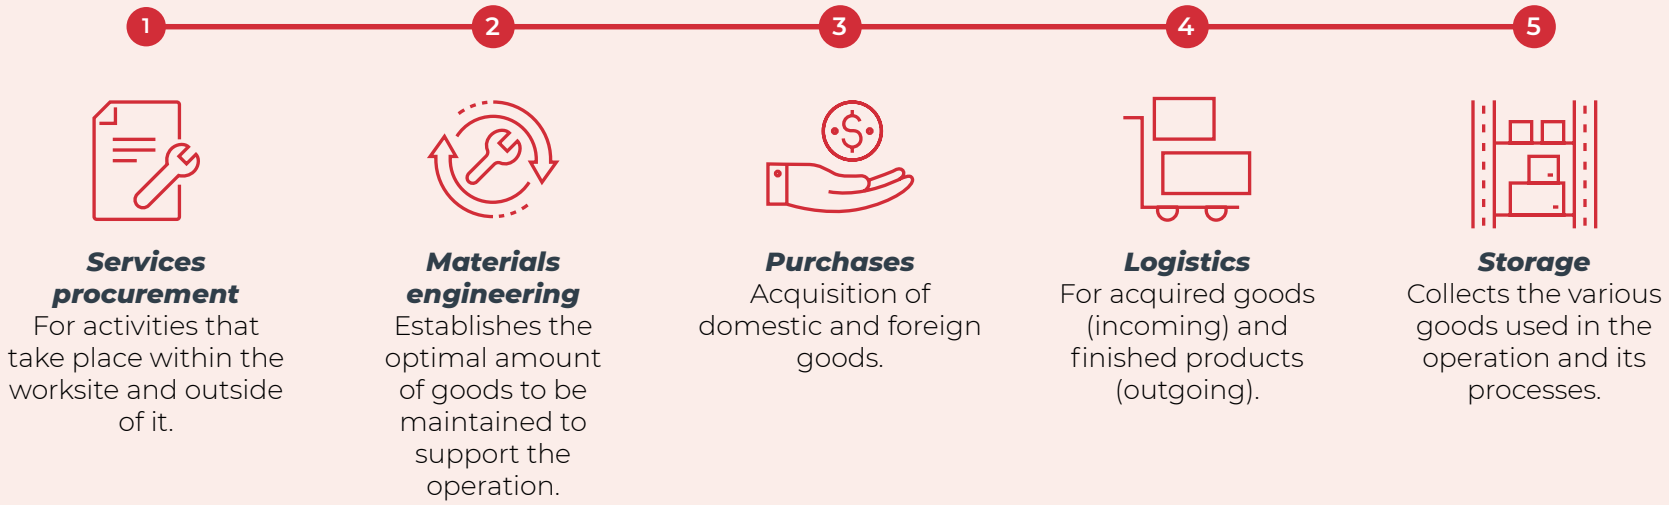 1
2
3
4
5
Services
procurement
For activities that
take place within the
worksite and outside
of it.
Materials
engineering
Establishes the
optimal amount
of goods to be
maintained to
support the
operation.
$
Purchases
Acquisition of
domestic and foreign
goods.
Logistics
For acquired goods
(incoming) and
finished products
(outgoing).
Storage
Collects the various
goods used in the
operation and its
processes.